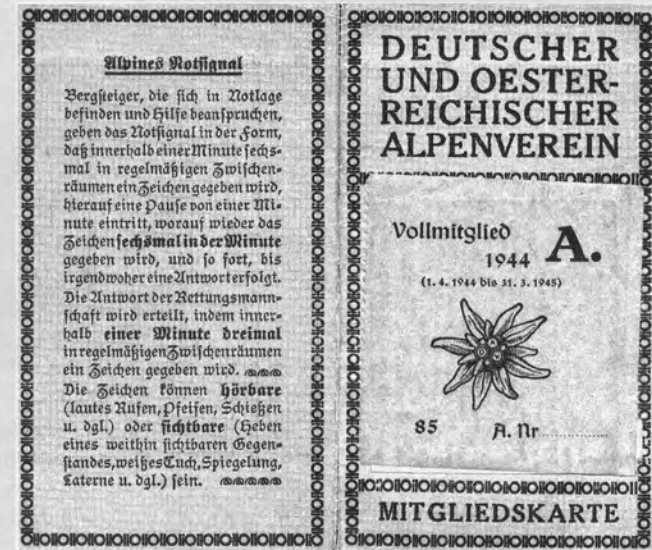 Alpines Notsignal
Bergsteiger, die sich in Notlage
befinden und Hilfe beanspruchen,
geben das Notsignal in der Form,
daß innerhalb einer Minute sechs-
mal in regelmäßigen Zwischen-
räumen ein Zeichen gegeben wird,
hierauf eine Pause von einer Mi-
nute eintritt, worauf wieder das
Zeichen sechsmal in der Minute
gegeben wird, und so fort, bis
irgendwoher eine Antwort erfolgt.
Die Antwort der Rettungsmann-
schaft wird erteilt, indem inner-
halb einer Minute dreimal
in regelmäßigen Zwischenräumen
ein Zeichen gegeben wird.
Die Zeichen können hörbare
(lautes Rufen, Pfeifen, Schießen
u. dgl.) oder sichtbare (Heben
eines weithin sichtbaren Gegen-
standes, weißes Tuch, Spiegelung,
Laterne u. dgl.) sein.
DEUTSCHER
UND OESTER-
REICHISCHER
ALPENVEREIN
Vollmitglied
1944 A.
(1. 4. 1944 bis 31. 3. 1945)
85 A. Nr.
MITGLIEDSKARTE